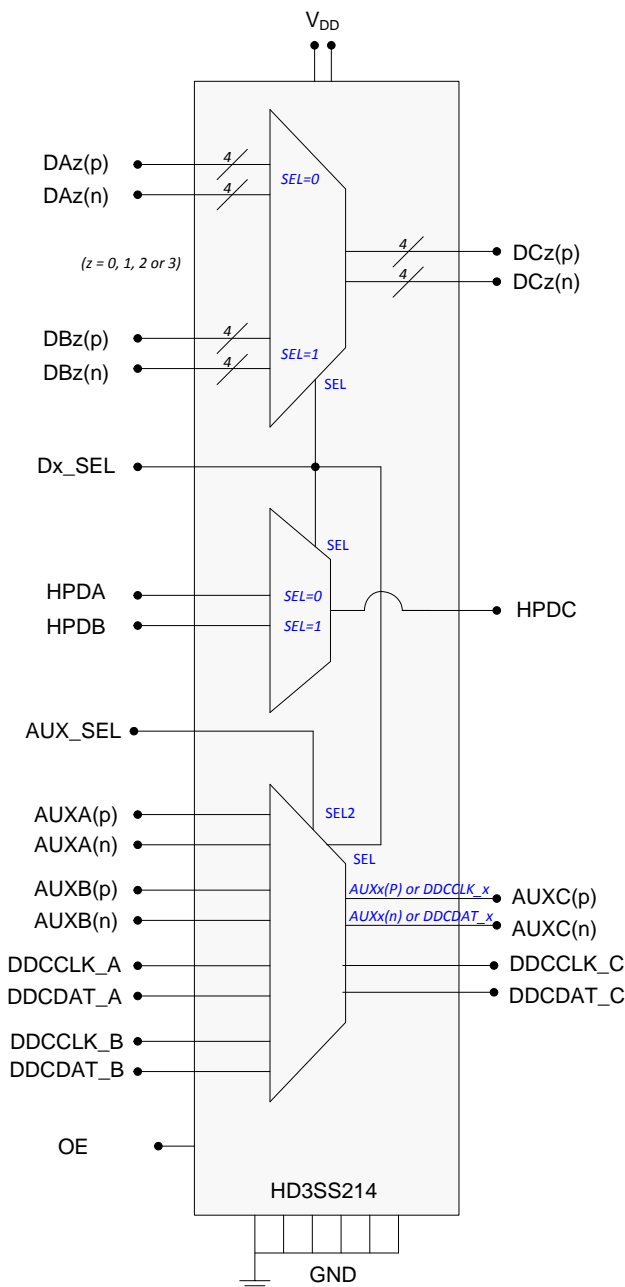 VDD
DAz(p)
4
DAz(n)
4
SEL=0
(z = 0, 1, 2 or 3)
4
DCz(p)
4
DCz(n)
DBz(p)
4
DBz(n)
4
SEL=1
SEL
Dx_SEL
SEL
HPDA
SEL=0
HPDB
SEL=1
HPDC
AUX_SEL
SEL2
SEL
AUXA(p)
AUXA(n)
AUXB(p)
AUXB(n)
AUXx(P) or DDCCLK_x
AUXC(p)
AUXx(n) or DDCDAT_x
AUXC(n)
DDCCLK_A
DDCCLK_C
DDCDAT_A
DDCDAT_C
DDCCLK_B
DDCDAT_B
OE
HD3SS214
GND